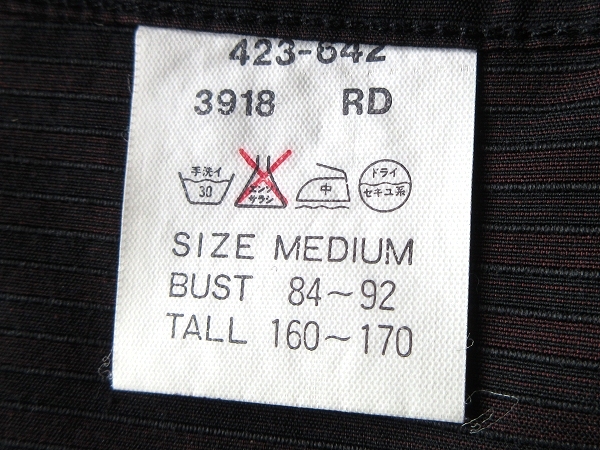 423-642
3918 RD
手洗イ 30 エンソ サラシ 中 ドライ セキユ系
SIZE MEDIUM
BUST 84~92
TALL 160~170